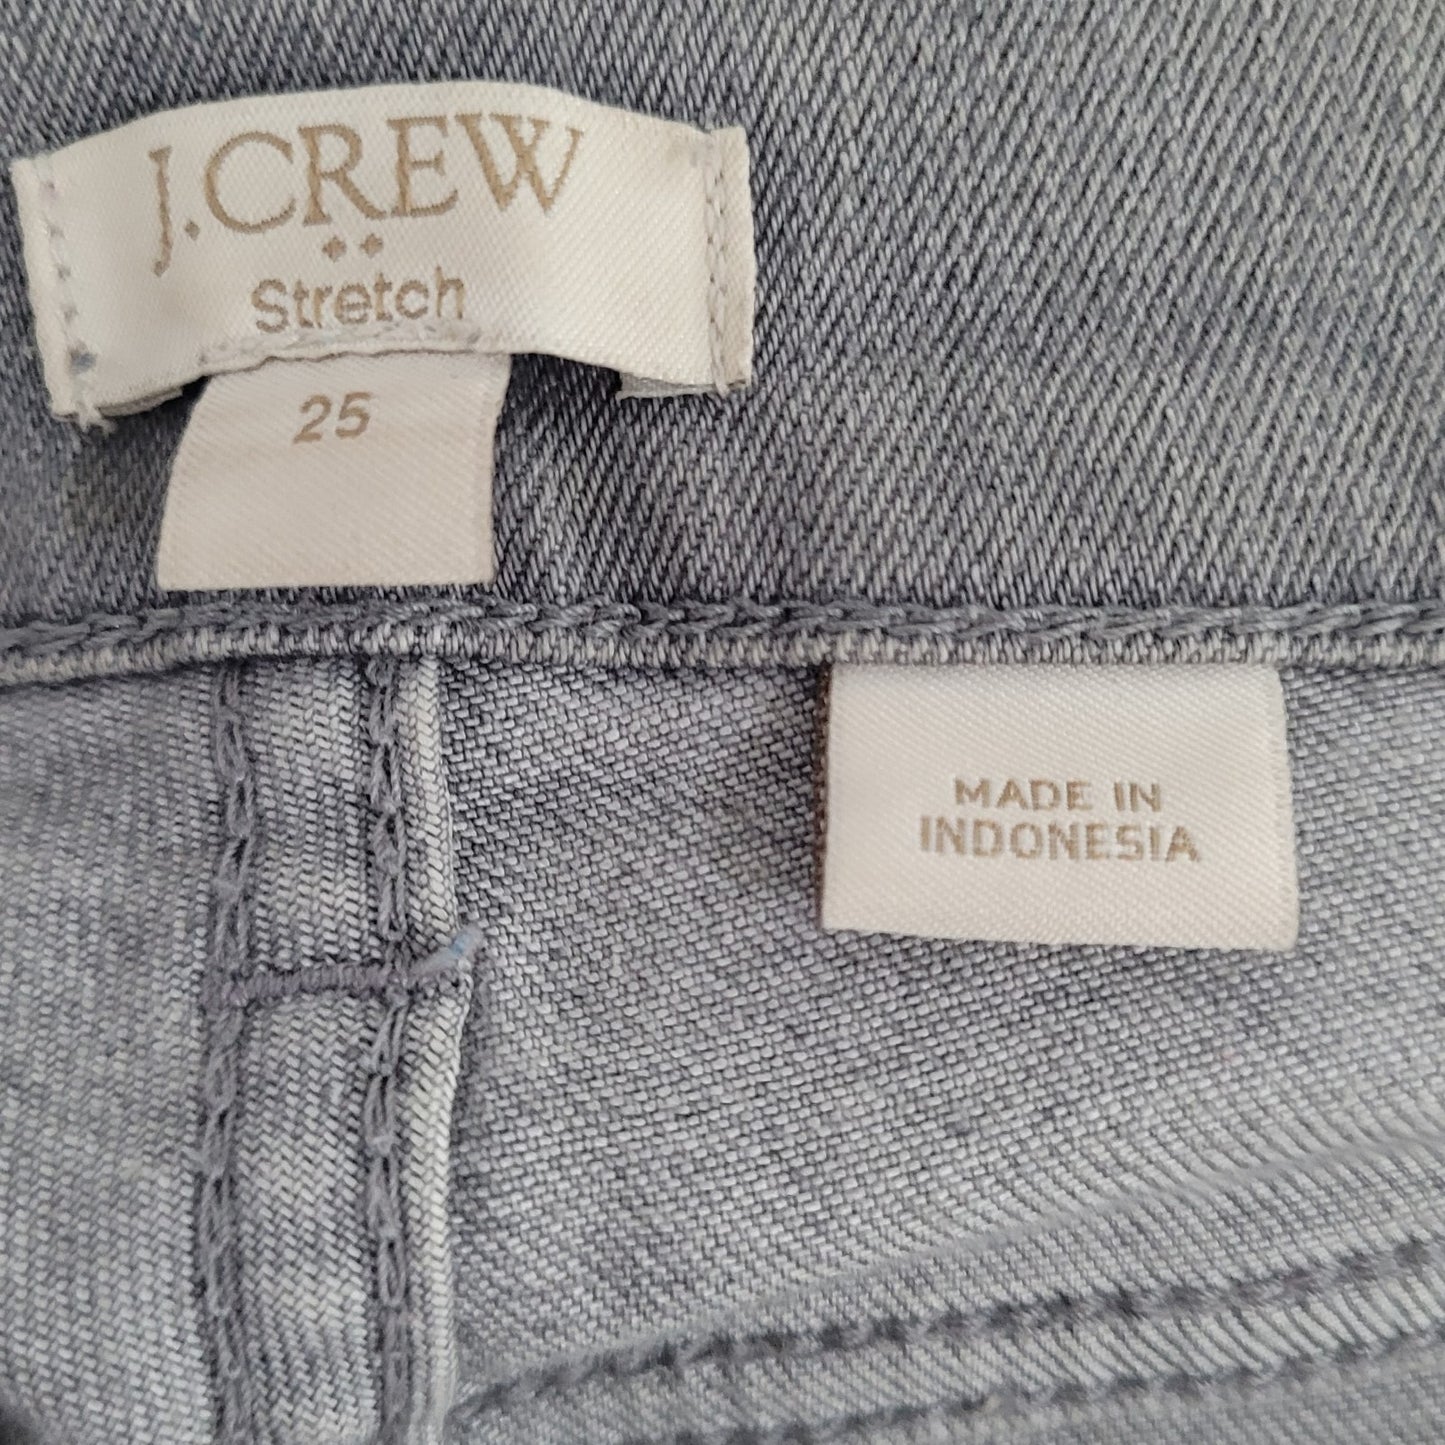 J.CREW
Stretch
25
MADE IN
INDONESIA